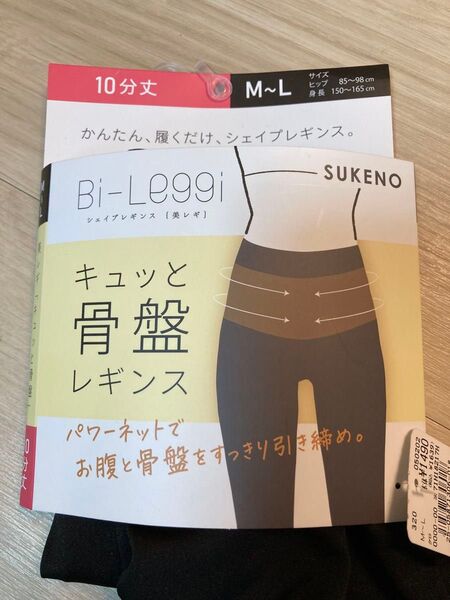 10分丈
M~L
サイズ
ヒップ 85~98cm
身長 150~165cm
かんたん、履くだけ、シェイプレギンス。
Bi-Leggi
シェイプレギンス [美レギ]
SUKENO
キュッと
骨盤
レギンス
パワーネットで
お腹と骨盤をすっきり引き締め。
050202
¥1490
320
M~L